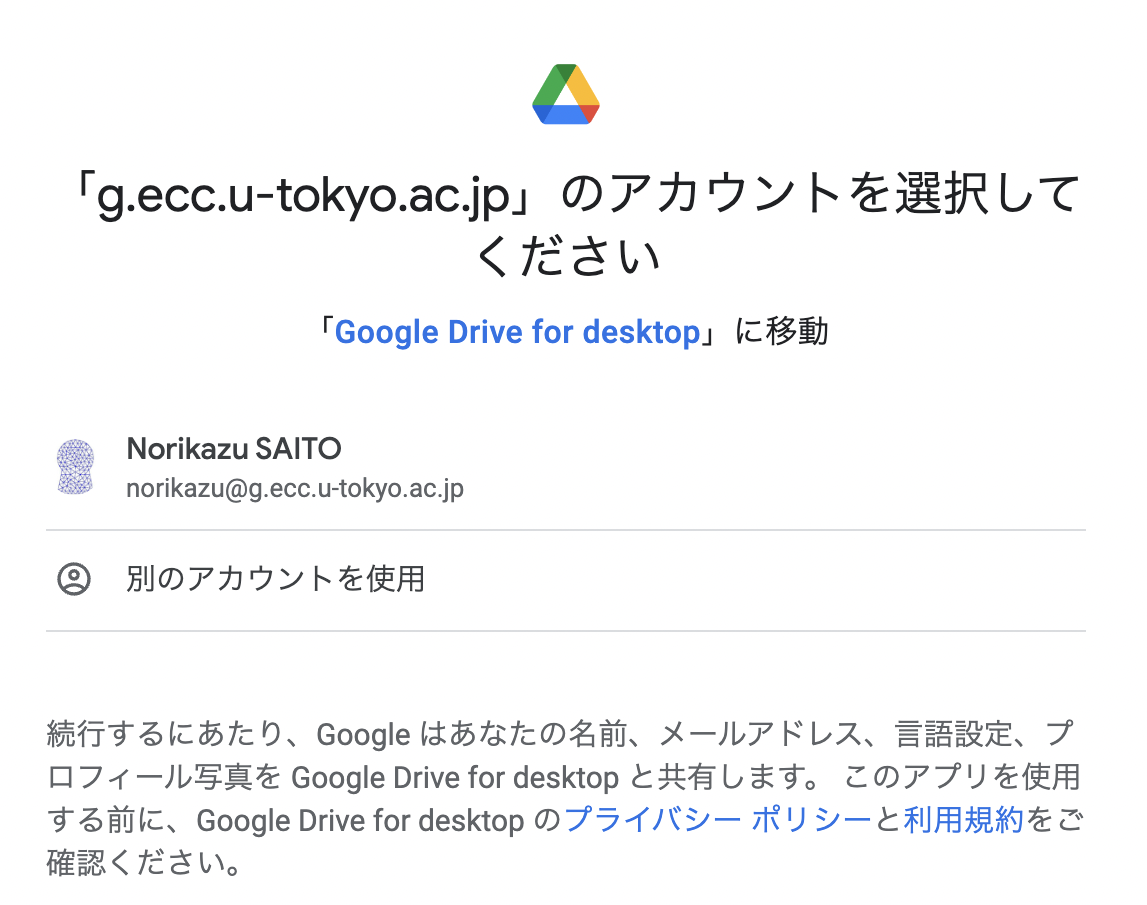 「g.ecc.u-tokyo.ac.jp」のアカウントを選択して
ください
「Google Drive for desktop」に移動
Norikazu SAITO
norikazu@g.ecc.u-tokyo.ac.jp
別のアカウントを使用
続行するにあたり、Google はあなたの名前、メールアドレス、言語設定、プ
ロフィール写真を Google Drive for desktop と共有します。 このアプリを使用
する前に、Google Drive for desktop のプライバシー ポリシーと利用規約をご
確認ください。